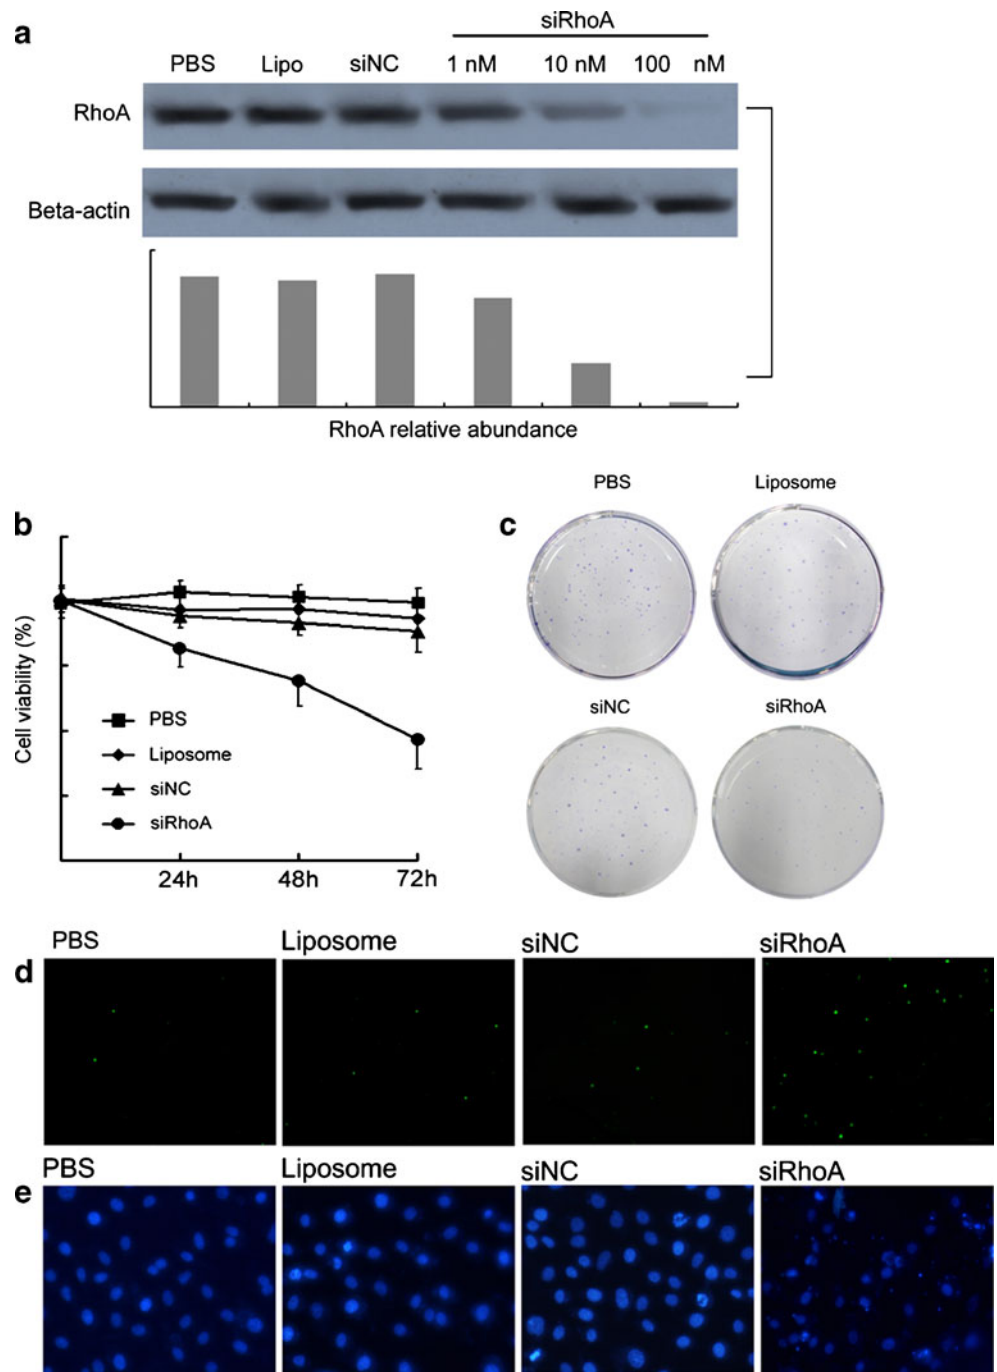 a
siRhoA
PBS Lipo siNC 1 nM 10 nM 100 nM
RhoA
Beta-actin
RhoA relative abundance
b
Cell viability (%)
PBS
Liposome
siNC
siRhoA
24h 48h 72h
c
PBS Liposome
siNC siRhoA
d
PBS Liposome siNC siRhoA
e
PBS Liposome siNC siRhoA